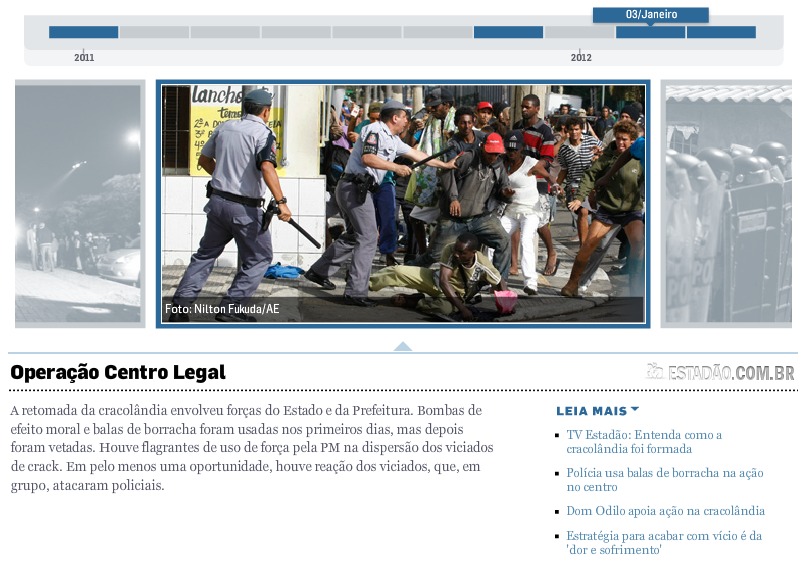 03/Janeiro
2011
2012
lanch
2ª A DO
3ª
4ª
Foto: Nilton Fukuda/AE
Operação Centro Legal
ESTADÃO.COM.BR
A retomada da cracolândia envolveu forças do Estado e da Prefeitura. Bombas de
efeito moral e balas de borracha foram usadas nos primeiros dias, mas depois
foram vetadas. Houve flagrantes de uso de força pela PM na dispersão dos viciados
de crack. Em pelo menos uma oportunidade, houve reação dos viciados, que, em
grupo, atacaram policiais.
LEIA MAIS
TV Estadão: Entenda como a
cracolândia foi formada
Polícia usa balas de borracha na ação
no centro
Dom Odilo apoia ação na cracolândia
Estratégia para acabar com vício é da
'dor e sofrimento'